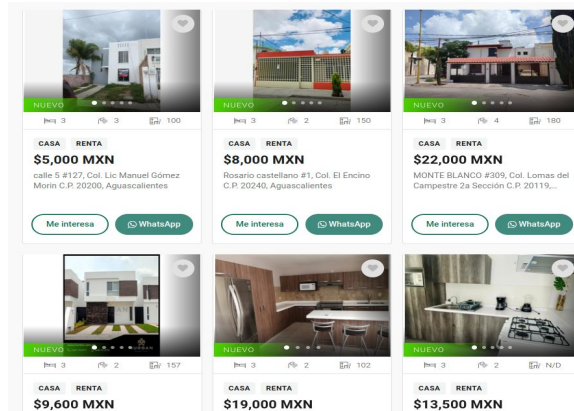 NUEVO
NUEVO
NUEVO
3 3 100
3 2 150
3 4 180
CASA RENTA
CASA RENTA
CASA RENTA
$5,000 MXN
$8,000 MXN
$22,000 MXN
calle 5 #127, Col. Lic Manuel Gómez
Morin C.P. 20200, Aguascalientes
Rosario castellano #1, Col. El Encino
C.P. 20240, Aguascalientes
MONTE BLANCO #309, Col. Lomas del
Campestre 2a Sección C.P. 20119,...
Me interesa WhatsApp
Me interesa WhatsApp
Me interesa WhatsApp
NUEVO
NUEVO
NUEVO
3 2 157
3 2 102
3 2 N/D
CASA RENTA
CASA RENTA
CASA RENTA
$9,600 MXN
$19,000 MXN
$13,500 MXN